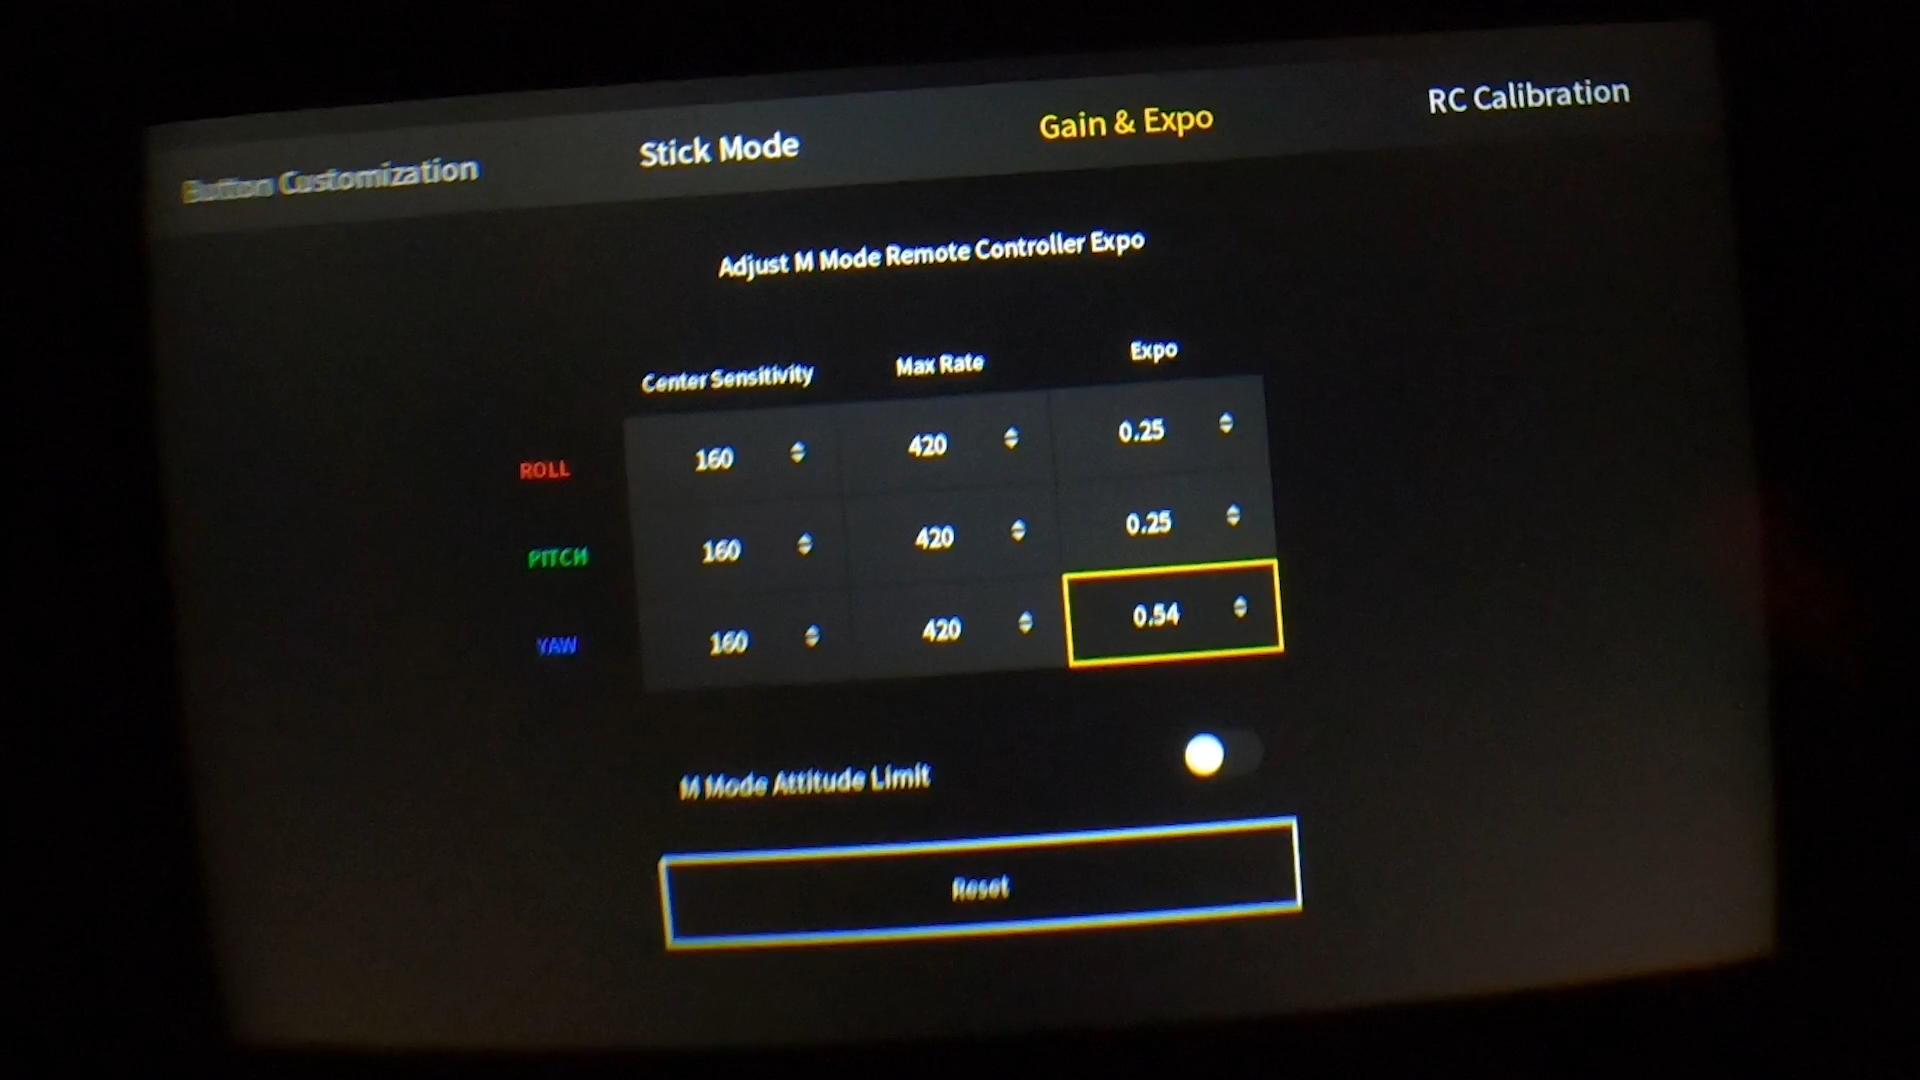 Button Customization Stick Mode Gain & Expo RC Calibration
Adjust M Mode Remote Controller Expo
Center Sensitivity Max Rate Expo
ROLL 160 420 0.25
PITCH 160 420 0.25
YAW 160 420 0.54
M Mode Attitude Limit
Reset